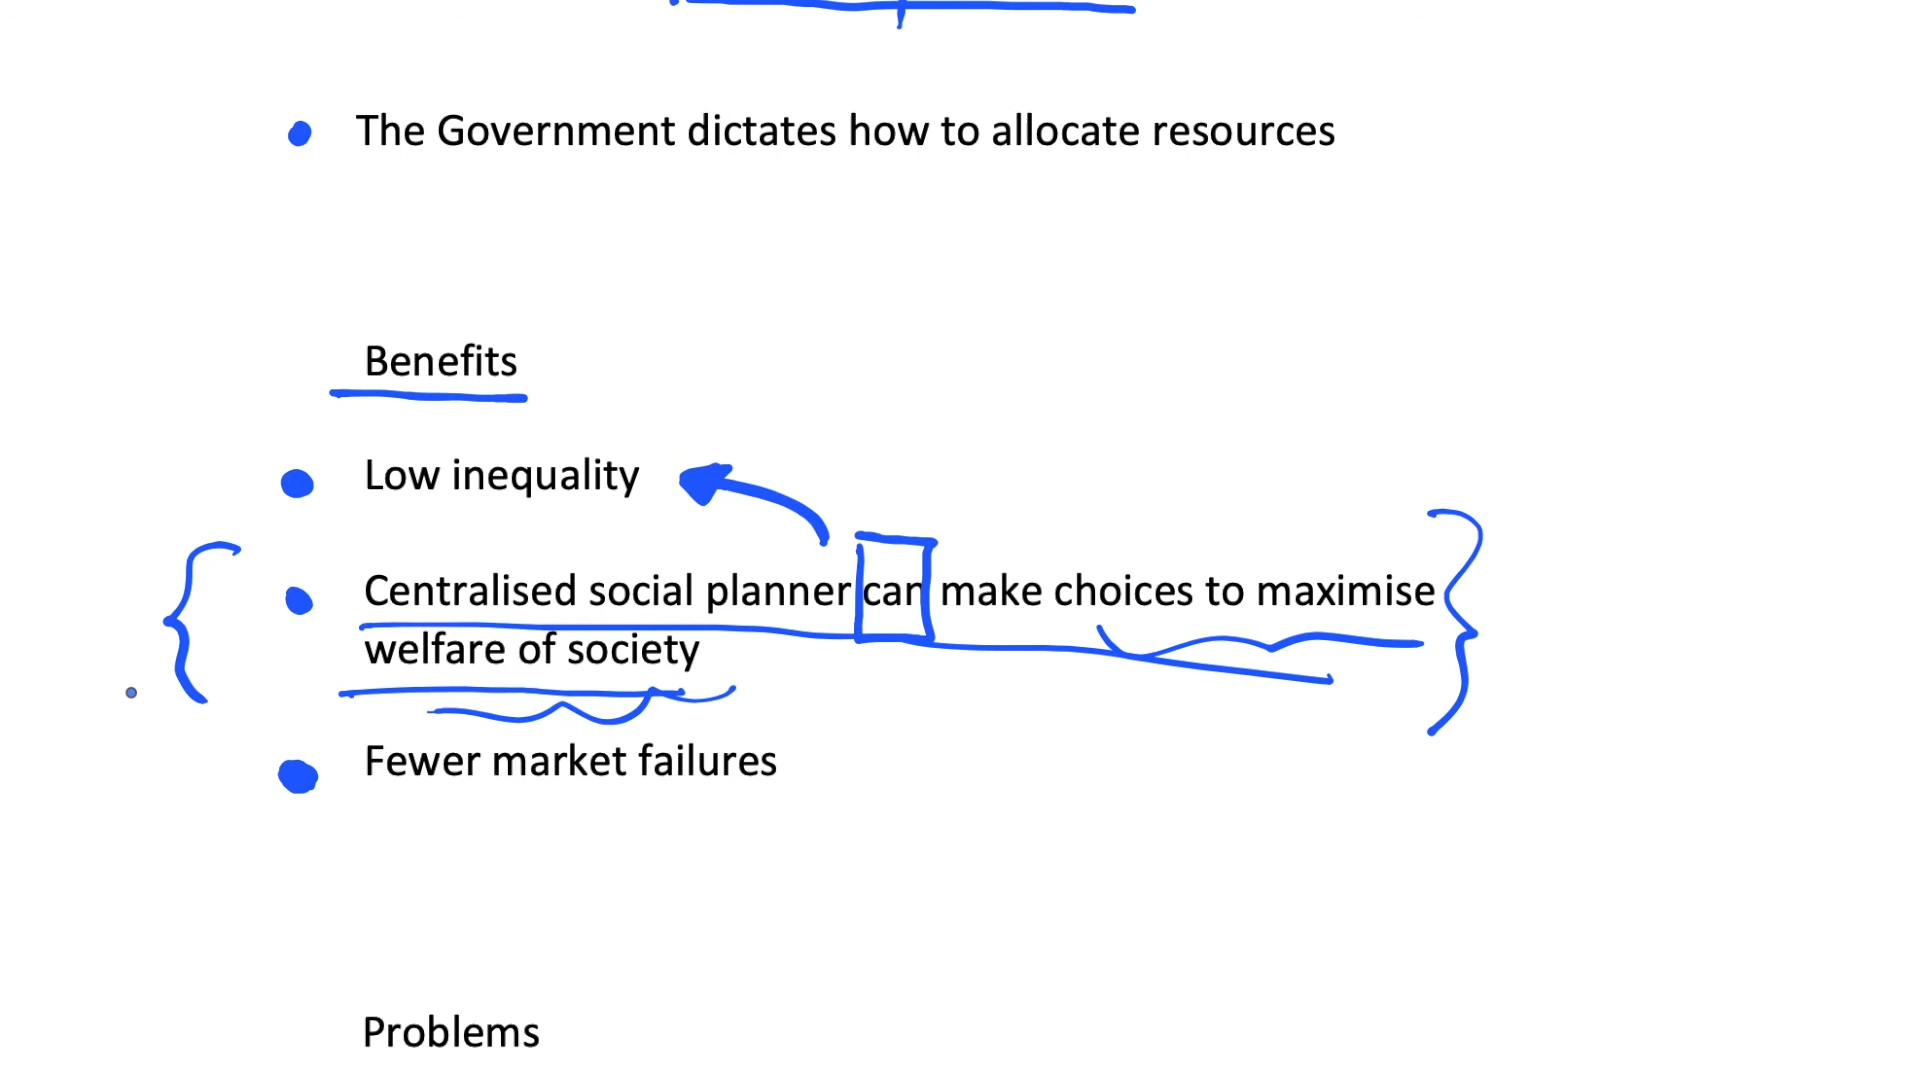 The Government dictates how to allocate resources
Benefits
Low inequality
Centralised social planner can make choices to maximise
welfare of society
Fewer market failures
Problems